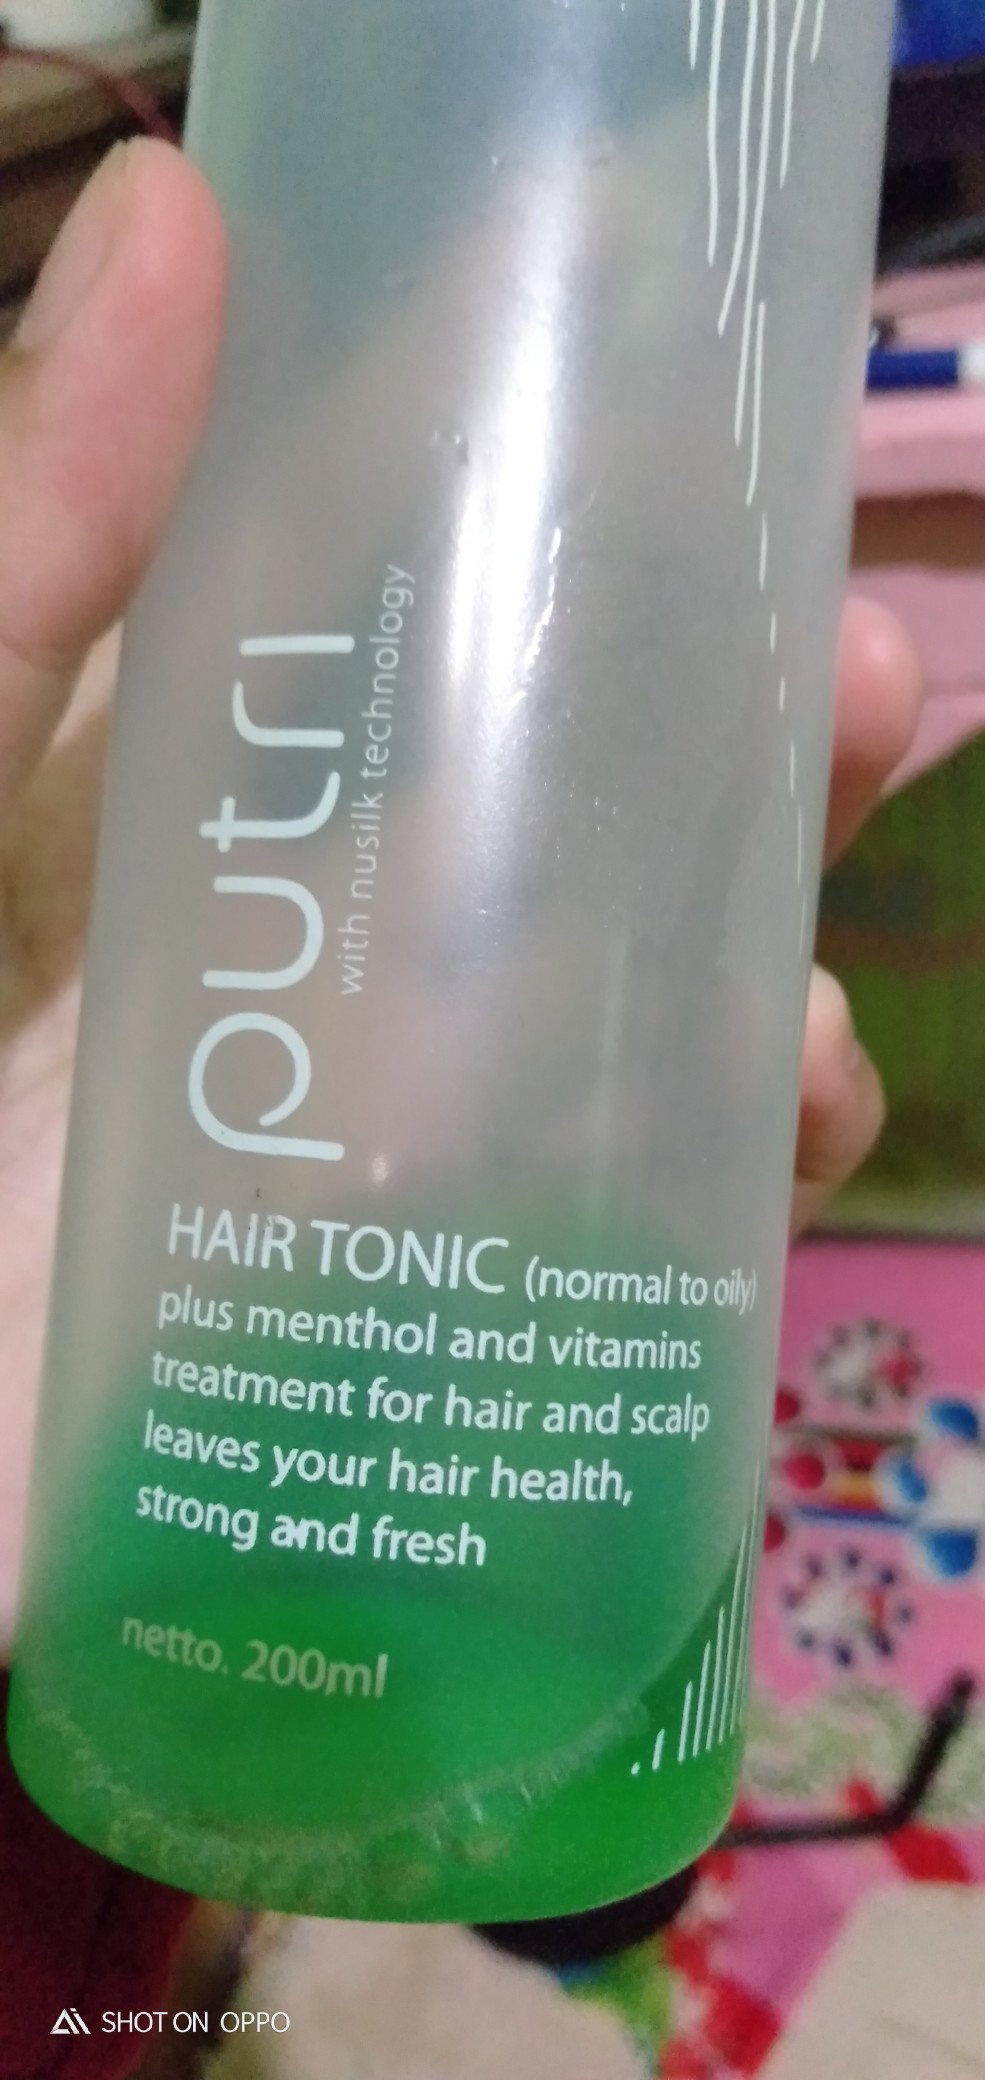 putri
with nusilk technology
HAIR TONIC (normal to oily)
plus menthol and vitamins
treatment for hair and scalp
leaves your hair health,
strong and fresh
netto. 200ml
SHOT ON OPPO